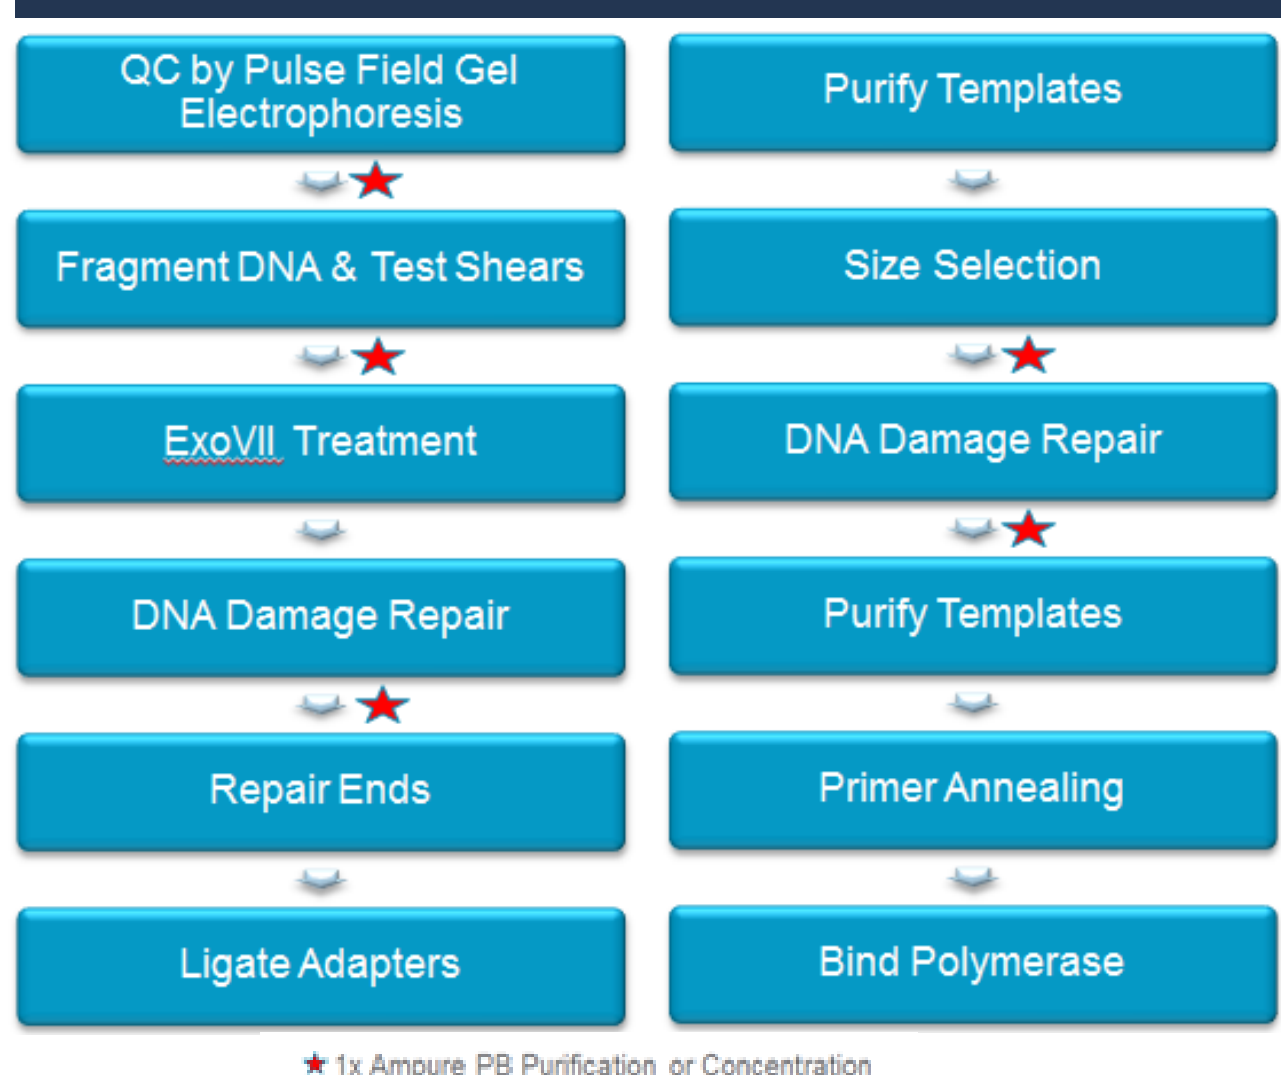 QC by Pulse Field Gel
Electrophoresis
Fragment DNA & Test Shears
ExoVII Treatment
DNA Damage Repair
Repair Ends
Ligate Adapters
Purify Templates
Size Selection
DNA Damage Repair
Purify Templates
Primer Annealing
Bind Polymerase
1x Ampure PB Purification or Concentration